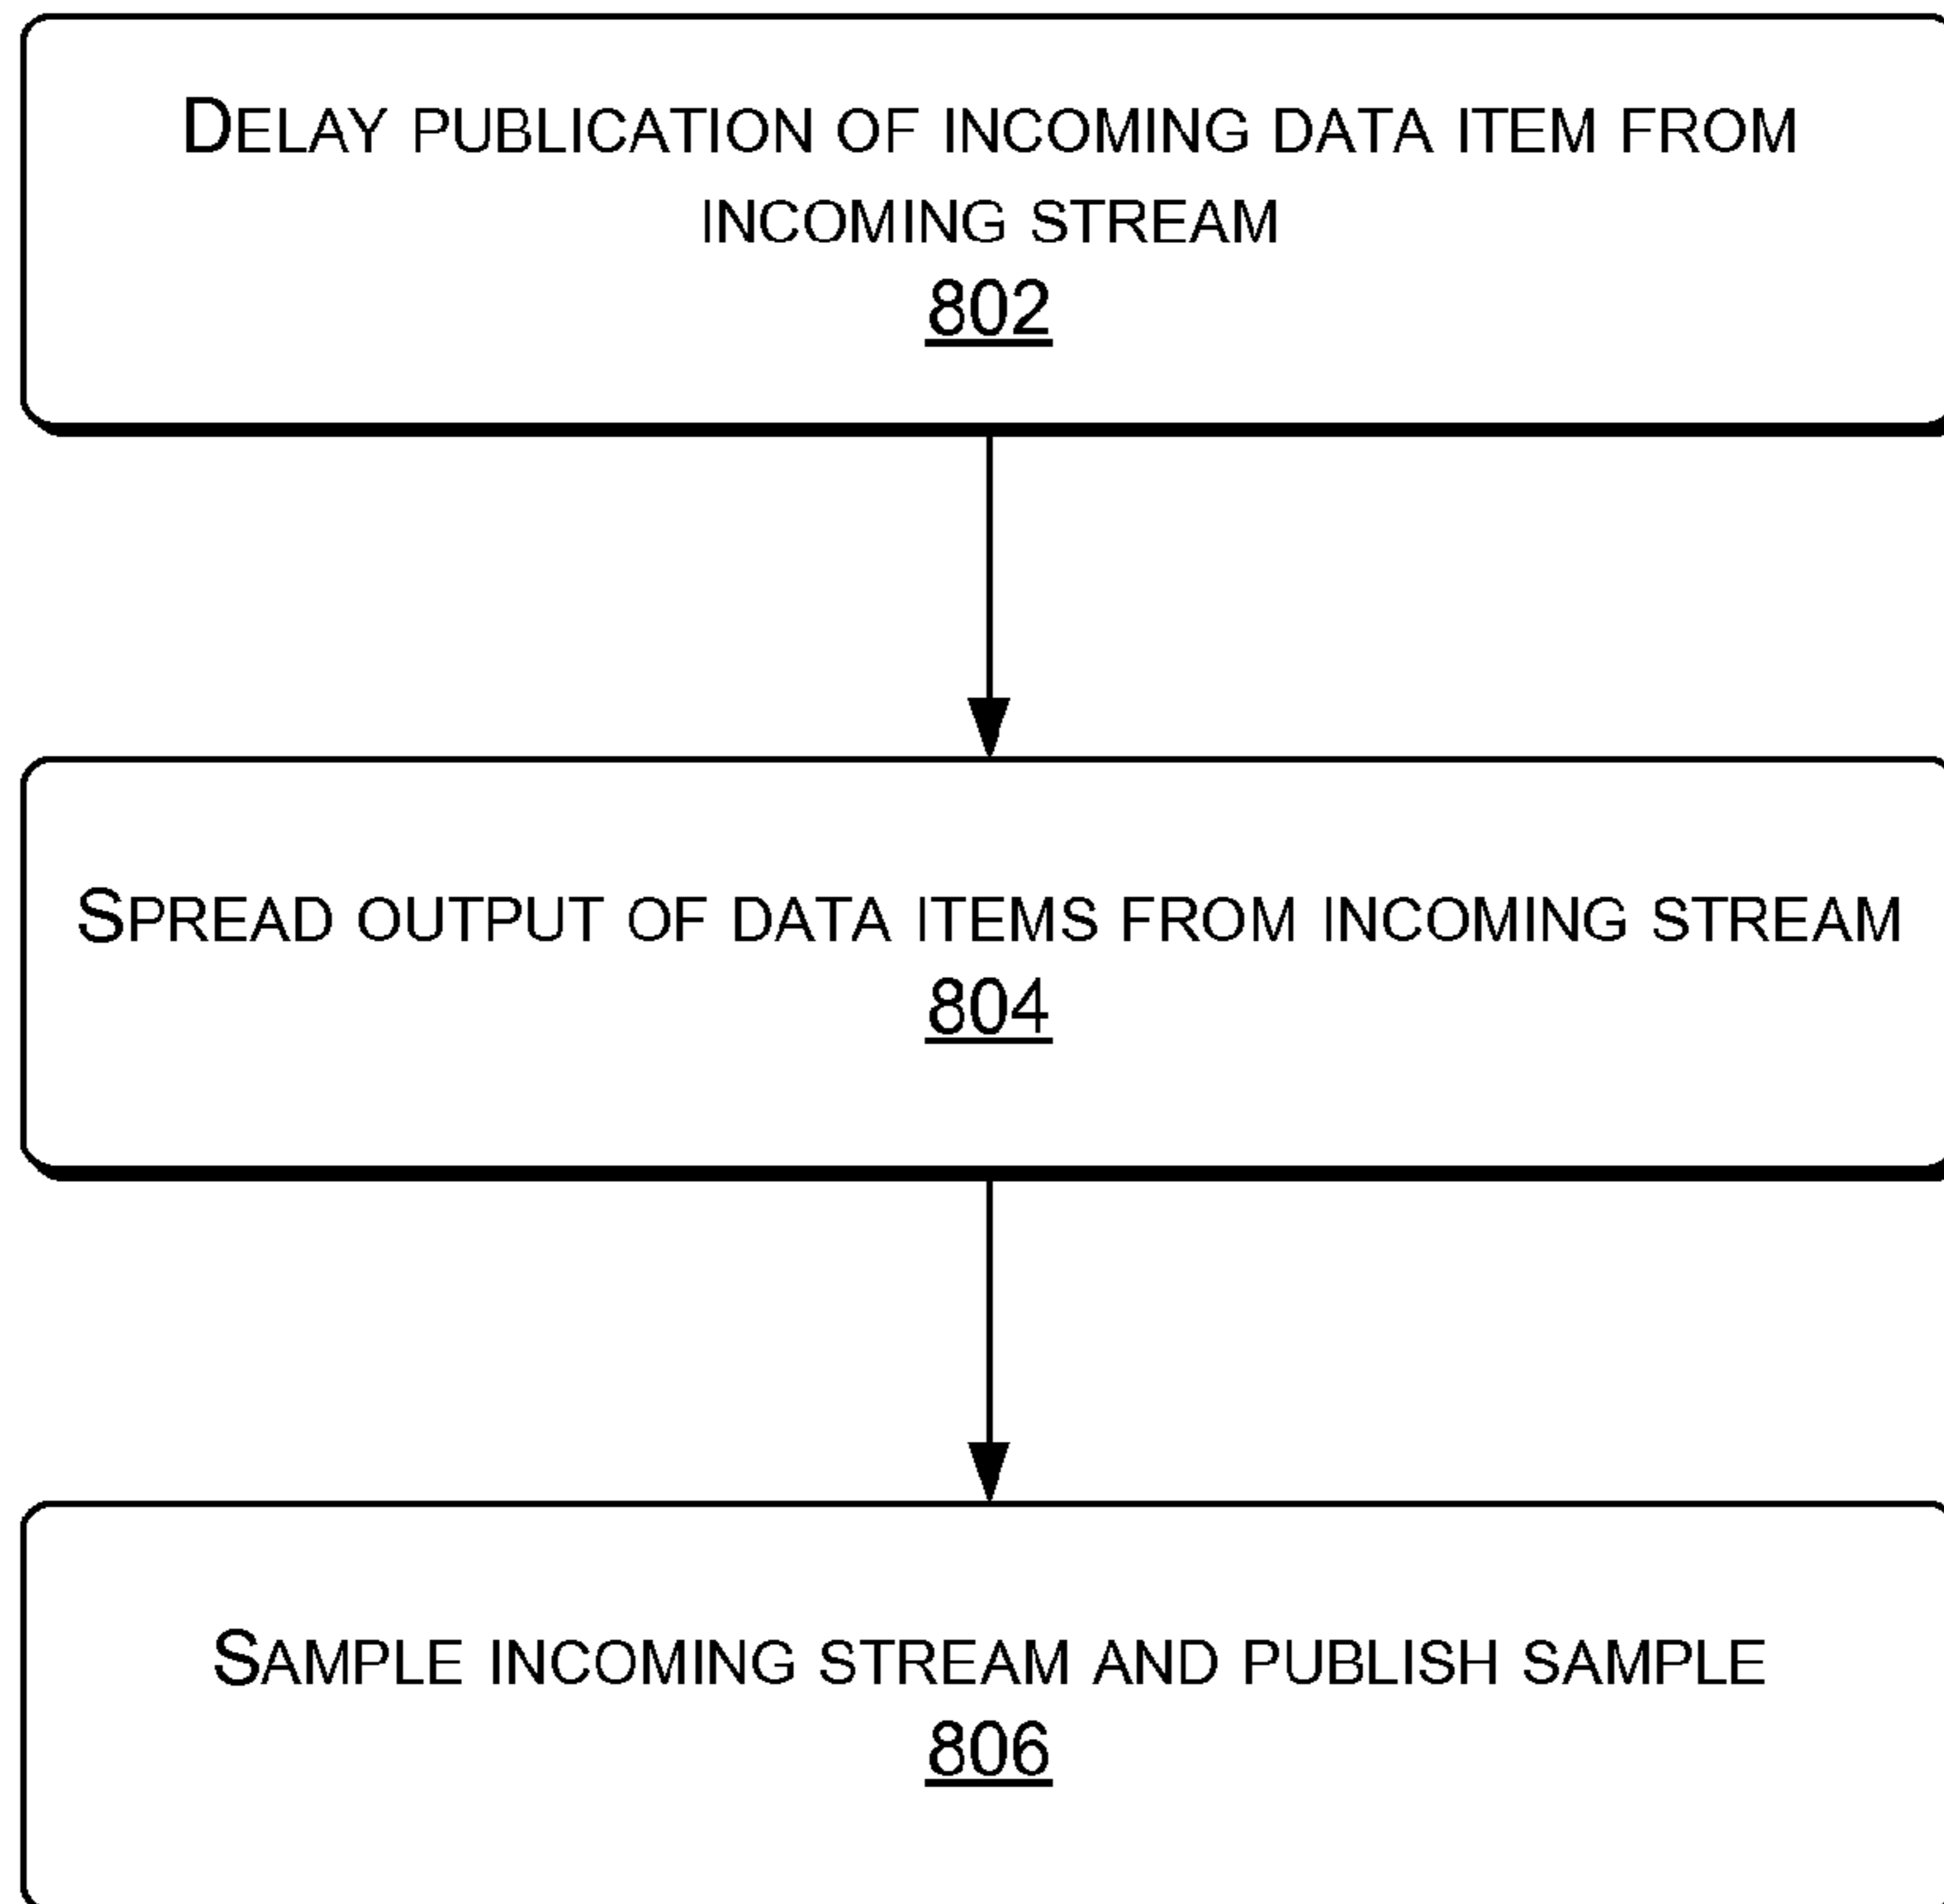 Delay publication of incoming data item from
incoming stream
802
Spread output of data items from incoming stream
804
Sample incoming stream and publish sample
806